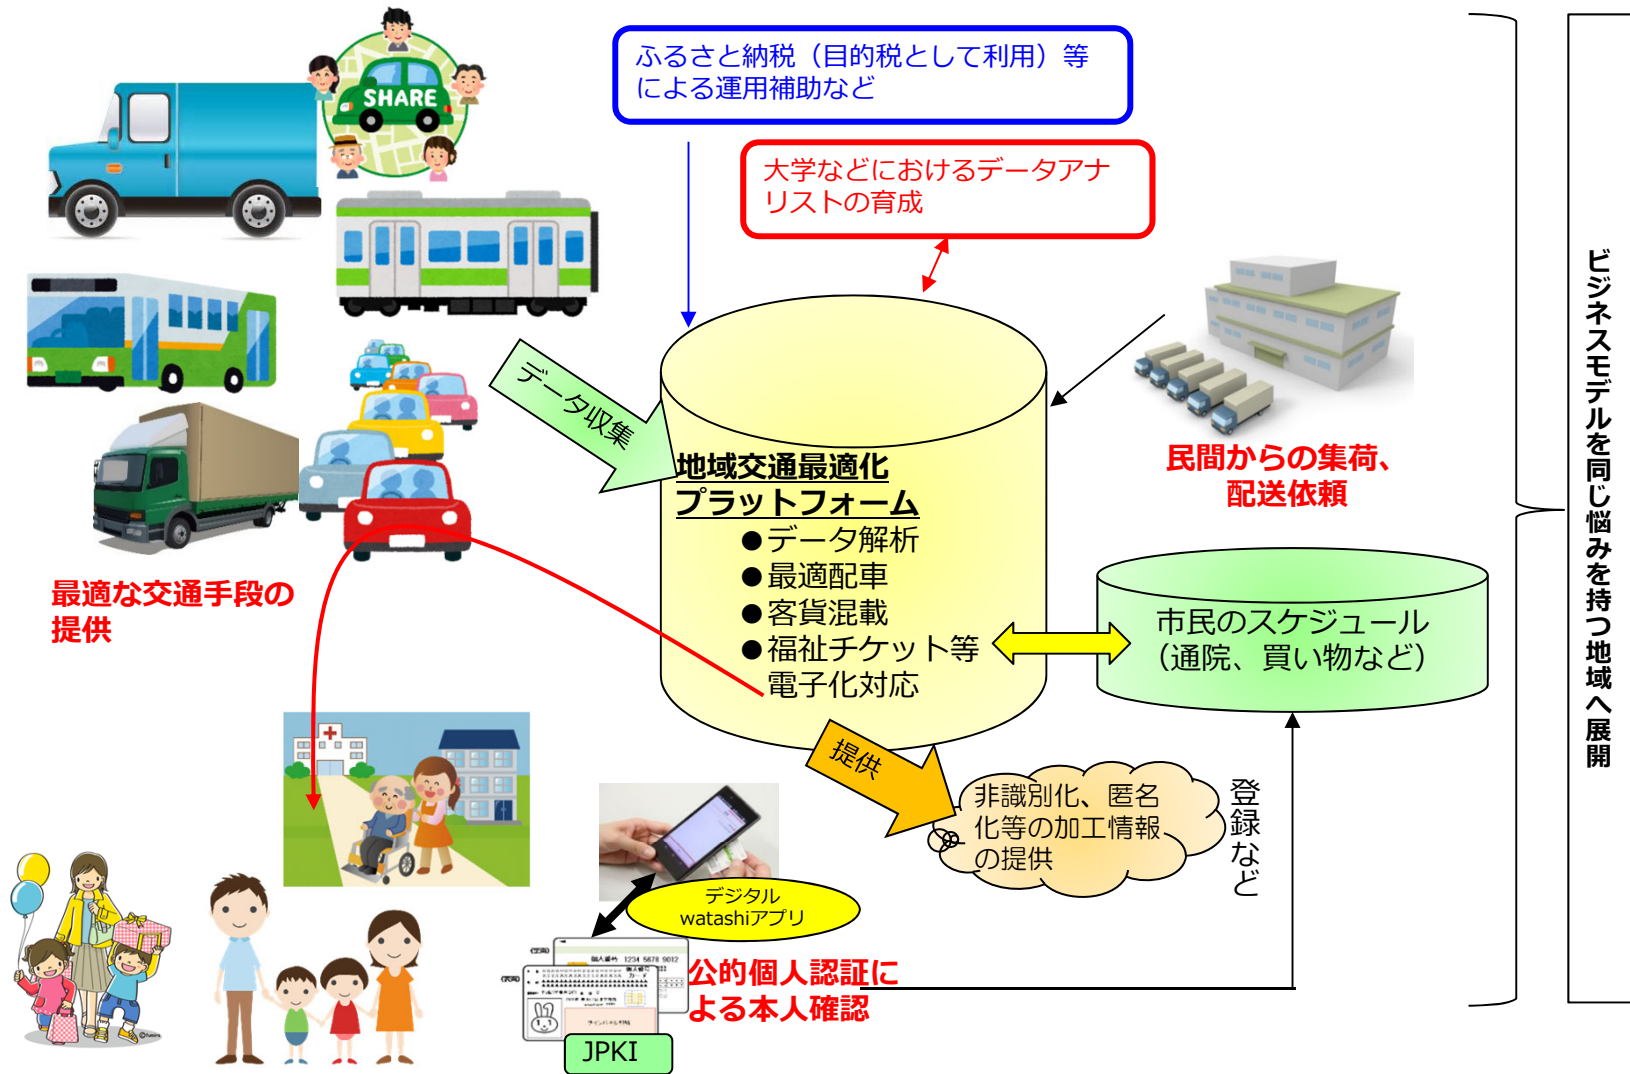 SHARE
ふるさと納税（目的税として利用）等
による運用補助など
大学などにおけるデータアナ
リストの育成
データ収集
地域交通最適化
プラットフォーム
●データ解析
●最適配車
●客貨混載
●福祉チケット等
電子化対応
民間からの集荷、
配送依頼
市民のスケジュール
（通院、買い物など）
最適な交通手段の
提供
提供
非識別化、匿名
化等の加工情報
の提供
登録など
デジタル
watashiアプリ
個人番号 1234 5678 9012
公的個人認証に
よる本人確認
JPKI
ビジネスモデルを同じ悩みを持つ地域へ展開